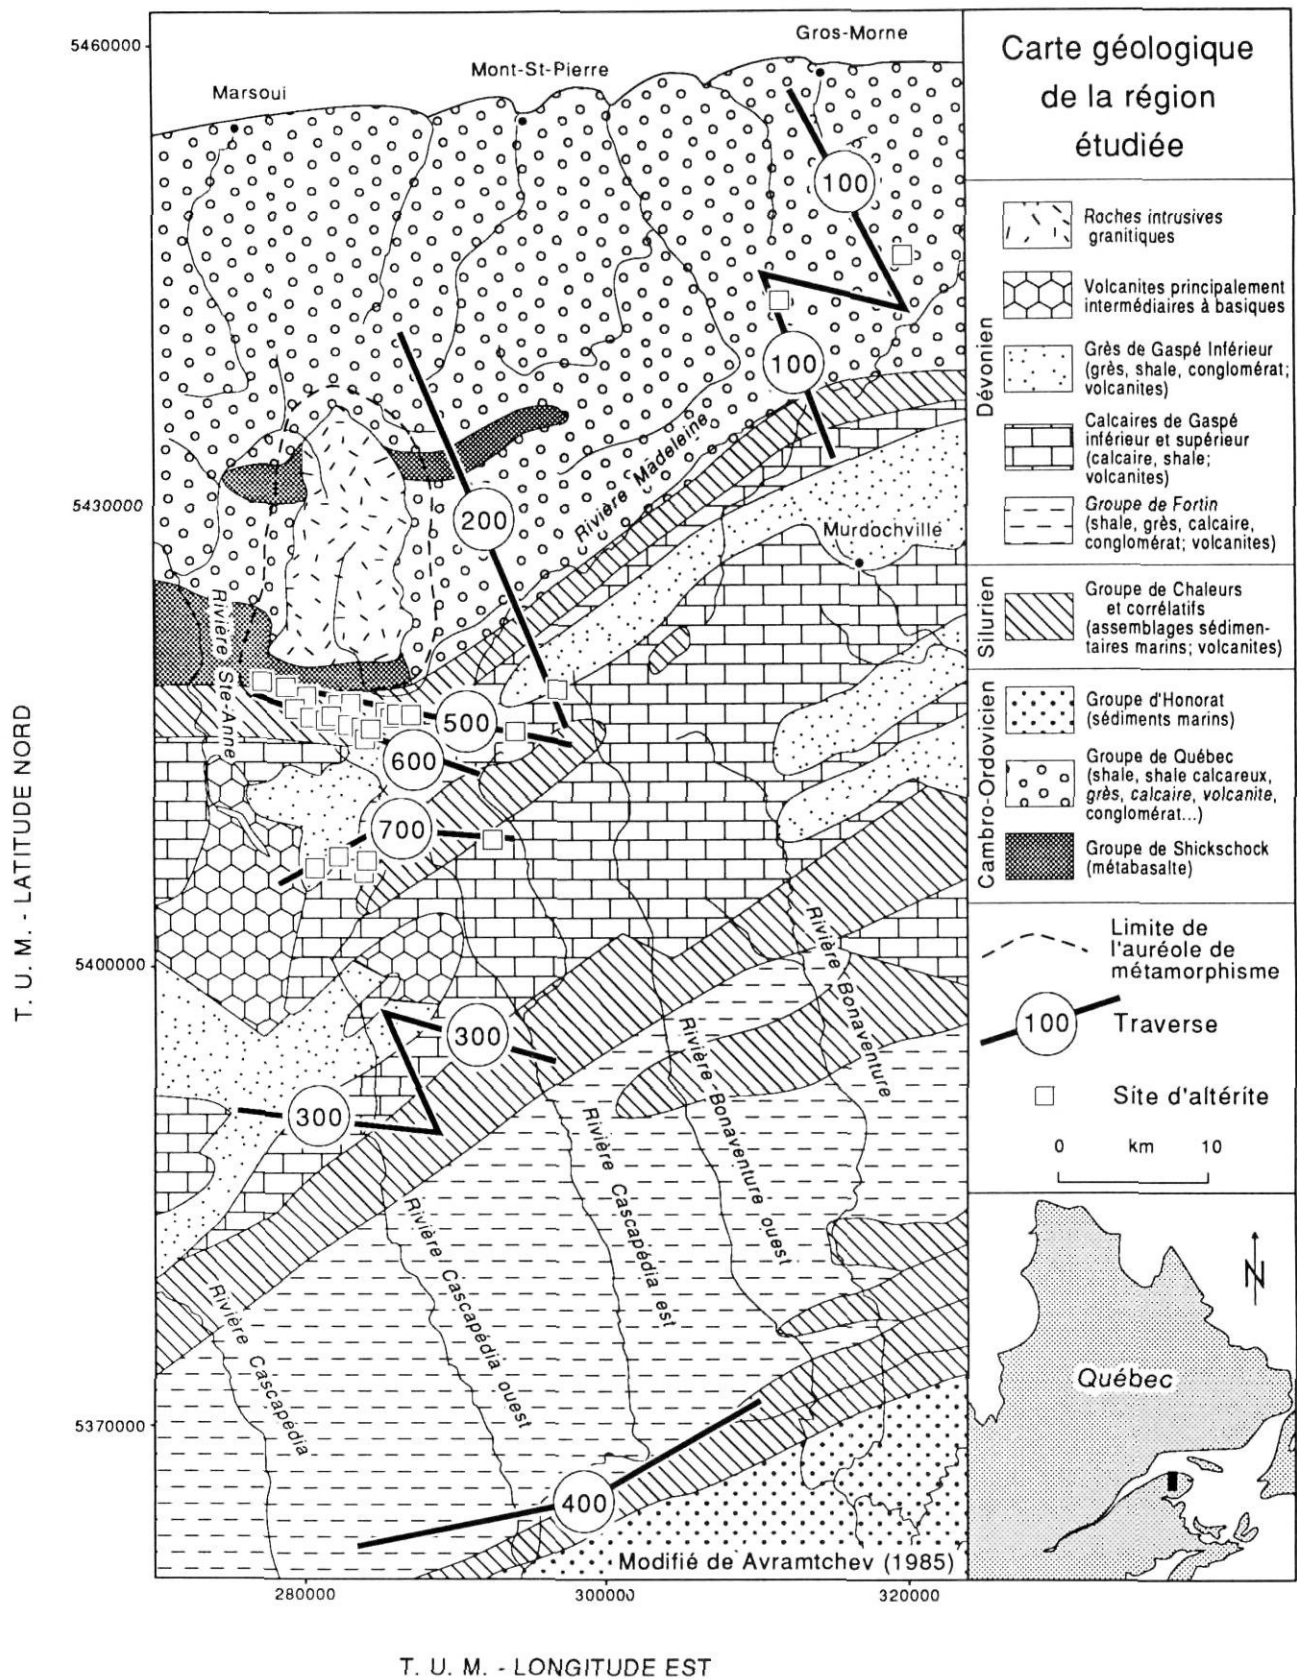 Carte géologique
de la région
étudiée
Dévonien
Roches intrusives
granitiques
Volcanites principalement
intermédiaires à basiques
Grès de Gaspé Inférieur
(grès, shale, conglomérat;
volcanites)
Calcaires de Gaspé
inférieur et supérieur
(calcaire, shale;
volcanites)
Groupe de Fortin
(shale, grès, calcaire,
conglomérat; volcanites)
Silurien
Groupe de Chaleurs
et corrélatifs
(assemblages sédimen-
taires marins; volcanites)
Cambro-Ordovicien
Groupe d'Honorat
(sédiments marins)
Groupe de Québec
(shale, shale calcareux,
grès, calcaire, volcanite,
conglomérat...)
Groupe de Shickschock
(métabasalte)
Limite de
l'auréole de
métamorphisme
100
Traverse
Site d'altérite
0 km 10
N
Québec
5460000
5430000
5400000
5370000
T. U. M. - LATITUDE NORD
Marsoui
Mont-St-Pierre
Gros-Morne
100
100
200
Rivière Madeleine
Murdochville
Rivière Ste-Anne
500
600
700
300
300
Rivière Bonaventure
Rivière Bonaventure ouest
Rivière Cascapédia est
Rivière Cascapédia ouest
Rivière Cascapédia
400
Modifié de Avramtchev (1985)
280000
300000
320000
T. U. M. - LONGITUDE EST